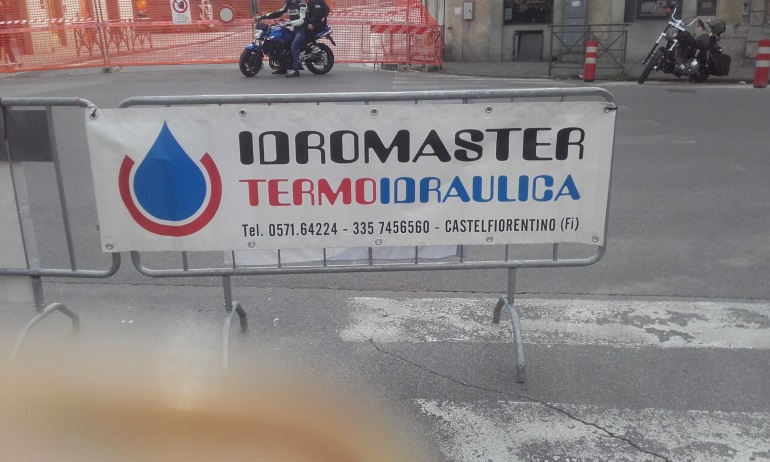 IDROMASTER
TERMOIDRAULICA
Tel. 0571.64224 - 335 7456560 - CASTELFIORENTINO (Fi)